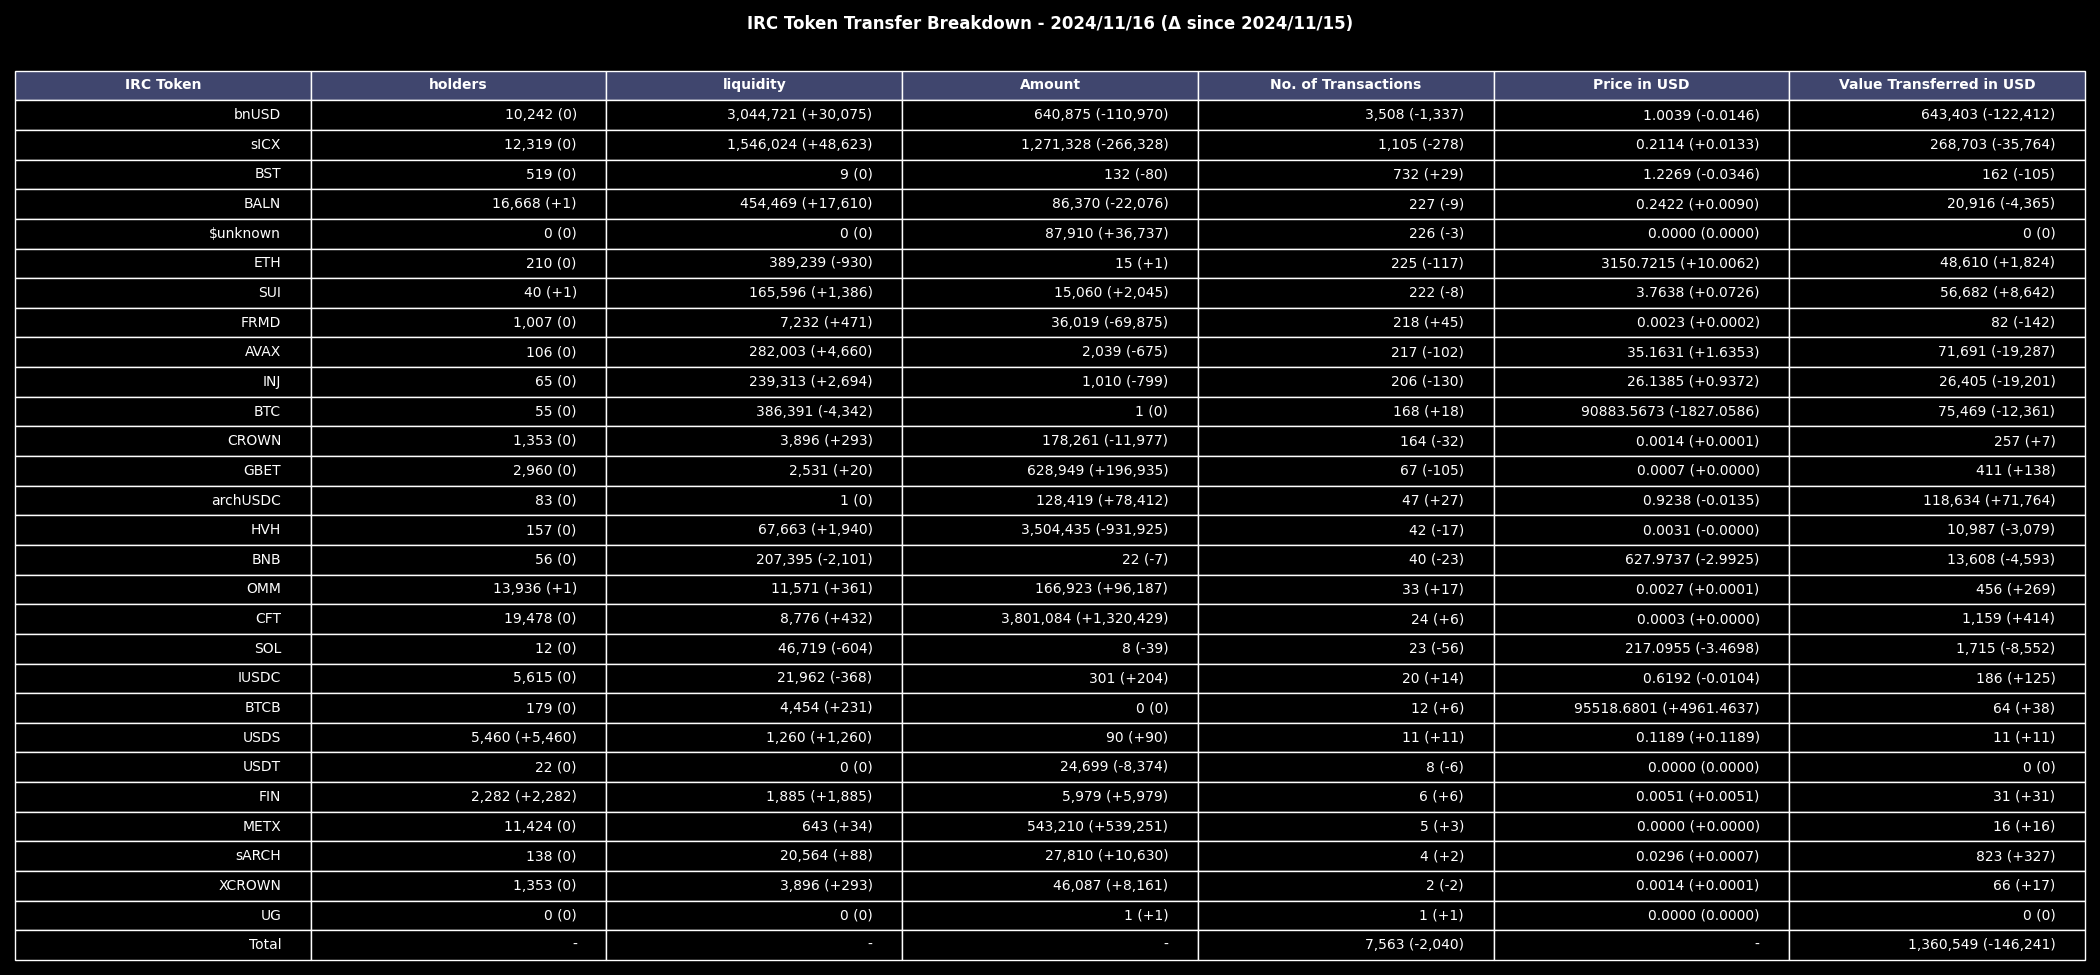 IRC Token Transfer Breakdown - 2024/11/16 (Δ since 2024/11/15)
IRC Token holders liquidity Amount No. of Transactions Price in USD Value Transferred in USD
bnUSD 10,242 (0) 3,044,721 (+30,075) 640,875 (-110,970) 3,508 (-1,337) 1.0039 (-0.0146) 643,403 (-122,412)
sICX 12,319 (0) 1,546,024 (+48,623) 1,271,328 (-266,328) 1,105 (-278) 0.2114 (+0.0133) 268,703 (-35,764)
BST 519 (0) 9 (0) 132 (-80) 732 (+29) 1.2269 (-0.0346) 162 (-105)
BALN 16,668 (+1) 454,469 (+17,610) 86,370 (-22,076) 227 (-9) 0.2422 (+0.0090) 20,916 (-4,365)
$unknown 0 (0) 0 (0) 87,910 (+36,737) 226 (-3) 0.0000 (0.0000) 0 (0)
ETH 210 (0) 389,239 (-930) 15 (+1) 225 (-117) 3150.7215 (+10.0062) 48,610 (+1,824)
SUI 40 (+1) 165,596 (+1,386) 15,060 (+2,045) 222 (-8) 3.7638 (+0.0726) 56,682 (+8,642)
FRMD 1,007 (0) 7,232 (+471) 36,019 (-69,875) 218 (+45) 0.0023 (+0.0002) 82 (-142)
AVAX 106 (0) 282,003 (+4,660) 2,039 (-675) 217 (-102) 35.1631 (+1.6353) 71,691 (-19,287)
INJ 65 (0) 239,313 (+2,694) 1,010 (-799) 206 (-130) 26.1385 (+0.9372) 26,405 (-19,201)
BTC 55 (0) 386,391 (-4,342) 1 (0) 168 (+18) 90883.5673 (-1827.0586) 75,469 (-12,361)
CROWN 1,353 (0) 3,896 (+293) 178,261 (-11,977) 164 (-32) 0.0014 (+0.0001) 257 (+7)
GBET 2,960 (0) 2,531 (+20) 628,949 (+196,935) 67 (-105) 0.0007 (+0.0000) 411 (+138)
archUSDC 83 (0) 1 (0) 128,419 (+78,412) 47 (+27) 0.9238 (-0.0135) 118,634 (+71,764)
HVH 157 (0) 67,663 (+1,940) 3,504,435 (-931,925) 42 (-17) 0.0031 (-0.0000) 10,987 (-3,079)
BNB 56 (0) 207,395 (-2,101) 22 (-7) 40 (-23) 627.9737 (-2.9925) 13,608 (-4,593)
OMM 13,936 (+1) 11,571 (+361) 166,923 (+96,187) 33 (+17) 0.0027 (+0.0001) 456 (+269)
CFT 19,478 (0) 8,776 (+432) 3,801,084 (+1,320,429) 24 (+6) 0.0003 (+0.0000) 1,159 (+414)
SOL 12 (0) 46,719 (-604) 8 (-39) 23 (-56) 217.0955 (-3.4698) 1,715 (-8,552)
IUSDC 5,615 (0) 21,962 (-368) 301 (+204) 20 (+14) 0.6192 (-0.0104) 186 (+125)
BTCB 179 (0) 4,454 (+231) 0 (0) 12 (+6) 95518.6801 (+4961.4637) 64 (+38)
USDS 5,460 (+5,460) 1,260 (+1,260) 90 (+90) 11 (+11) 0.1189 (+0.1189) 11 (+11)
USDT 22 (0) 0 (0) 24,699 (-8,374) 8 (-6) 0.0000 (0.0000) 0 (0)
FIN 2,282 (+2,282) 1,885 (+1,885) 5,979 (+5,979) 6 (+6) 0.0051 (+0.0051) 31 (+31)
METX 11,424 (0) 643 (+34) 543,210 (+539,251) 5 (+3) 0.0000 (+0.0000) 16 (+16)
sARCH 138 (0) 20,564 (+88) 27,810 (+10,630) 4 (+2) 0.0296 (+0.0007) 823 (+327)
XCROWN 1,353 (0) 3,896 (+293) 46,087 (+8,161) 2 (-2) 0.0014 (+0.0001) 66 (+17)
UG 0 (0) 0 (0) 1 (+1) 1 (+1) 0.0000 (0.0000) 0 (0)
Total - - - 7,563 (-2,040) - 1,360,549 (-146,241)